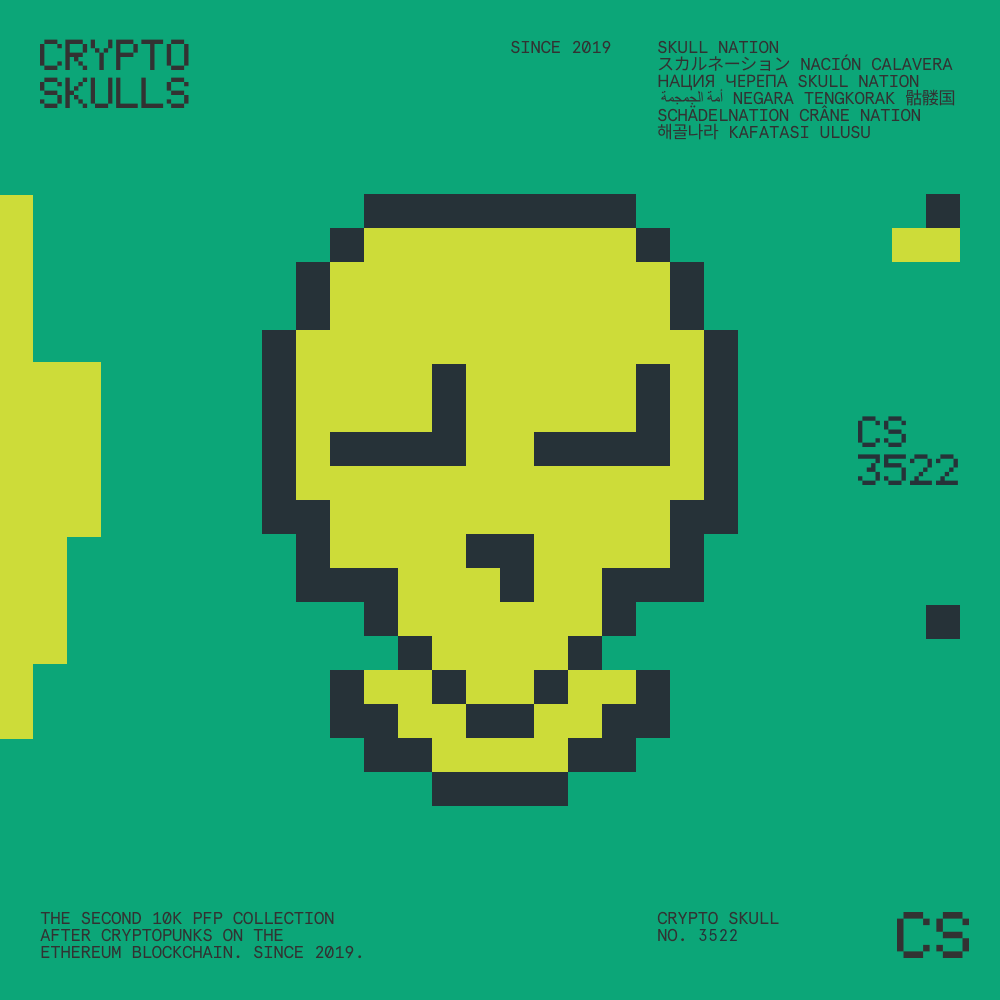 CRYPTO
SKULLS
SINCE 2019
SKULL NATION
スカルネーション NACIÓN CALAVERA
НАЦИЯ ЧЕРЕПА SKULL NATION
أمة الجمجمة NEGARA TENGKORAK 骷髅国
SCHÄDELNATION CRÂNE NATION
해골나라 KAFATASI ULUSU
CS
3522
THE SECOND 10K PFP COLLECTION
AFTER CRYPTOPUNKS ON THE
ETHEREUM BLOCKCHAIN. SINCE 2019.
CRYPTO SKULL
NO. 3522
CS